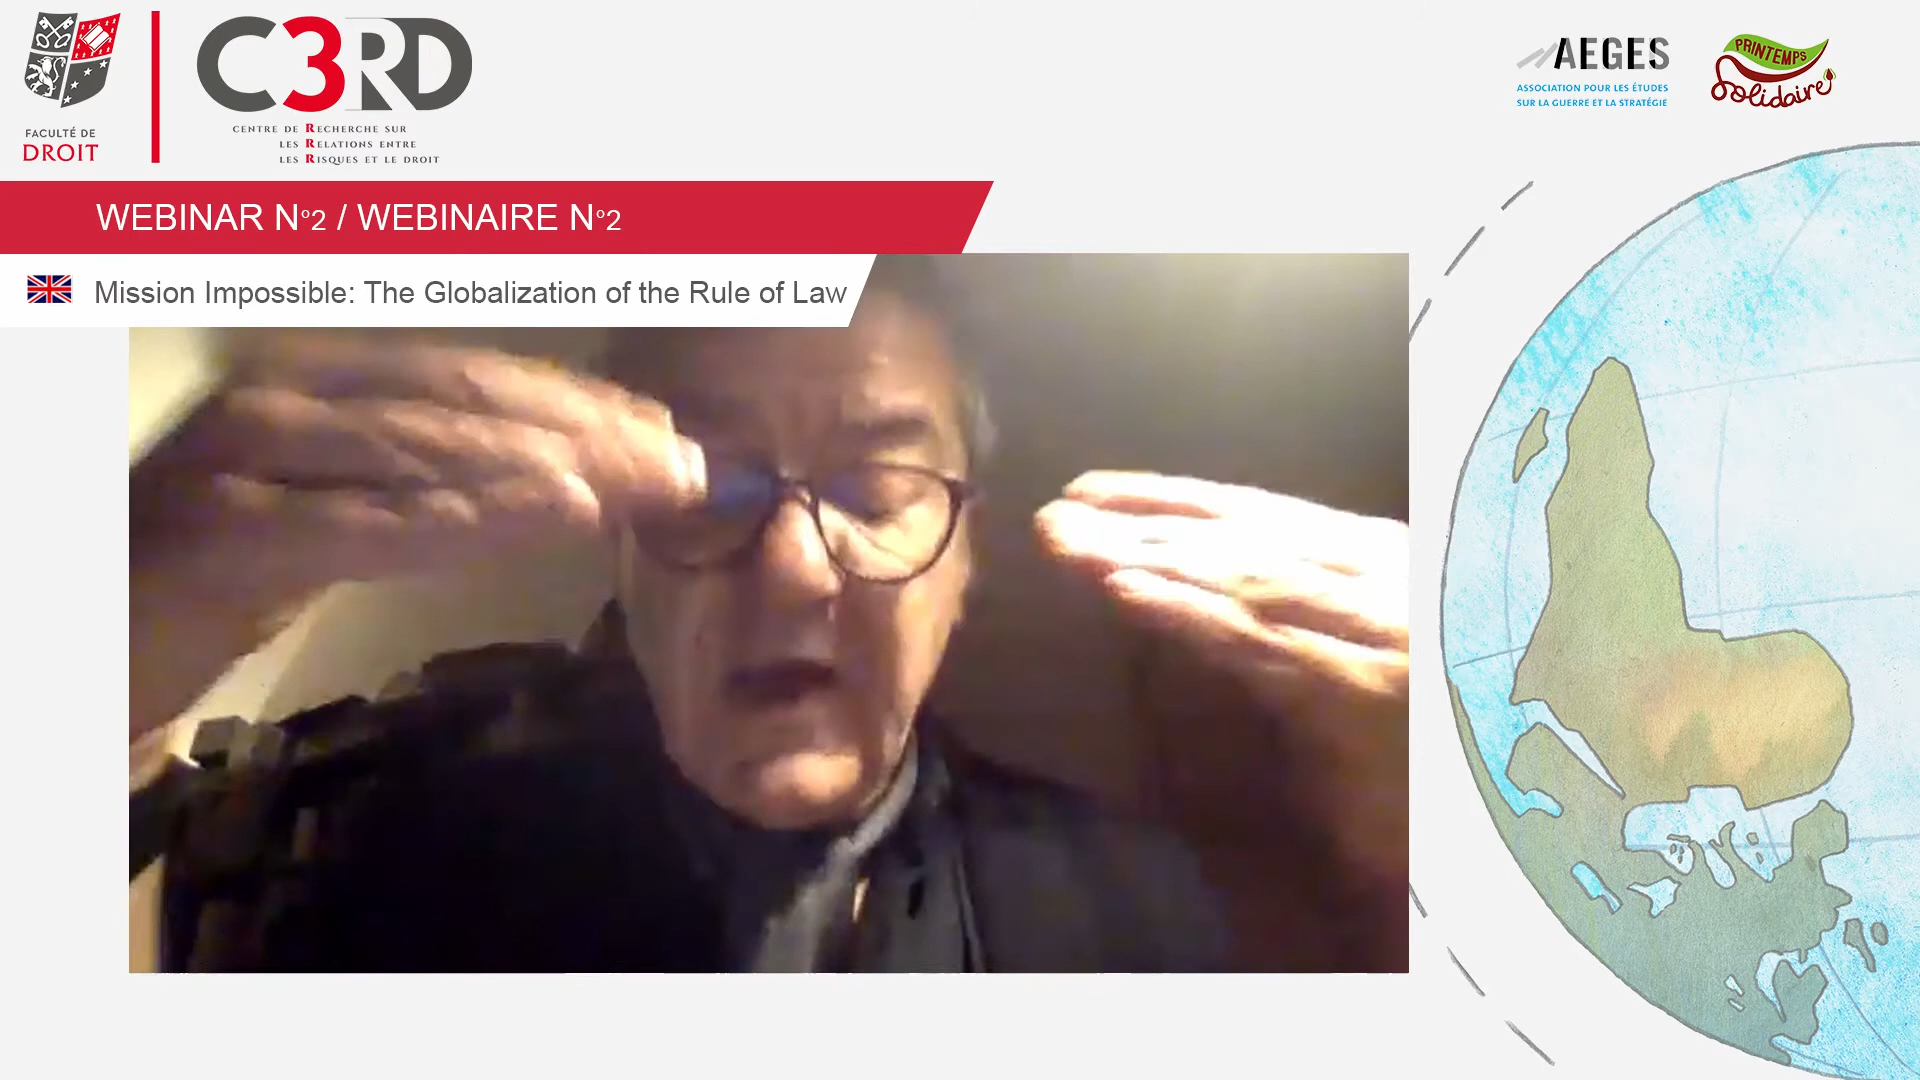 FACULTÉ DE
DROIT
C3RD
CENTRE DE RECHERCHE SUR
LES RELATIONS ENTRE
LES RISQUES ET LE DROIT
AEGES
ASSOCIATION POUR LES ÉTUDES
SUR LA GUERRE ET LA STRATÉGIE
PRINTEMPS
Solidaire
WEBINAR N°2 / WEBINAIRE N°2
Mission Impossible: The Globalization of the Rule of Law